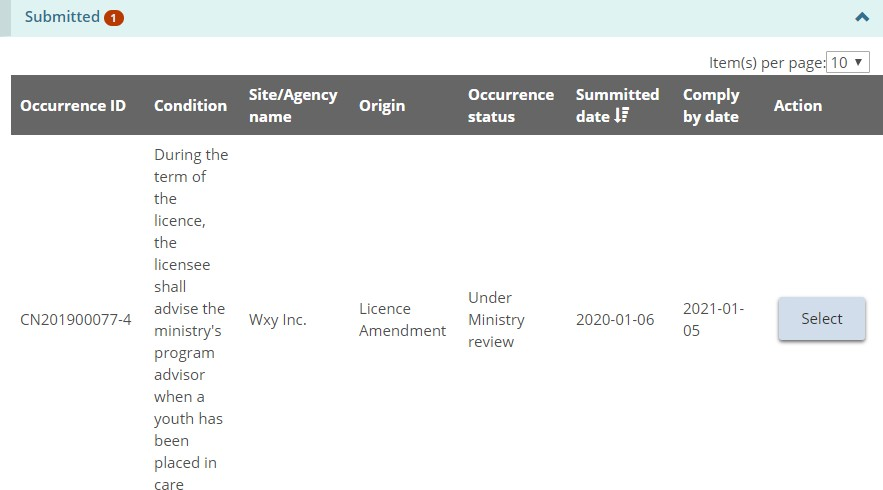 Submitted 1
Item(s) per page: 10
Occurrence ID
Condition
Site/Agency
name
Origin
Occurrence
status
Summitted
date
Comply
by date
Action
CN201900077-4
During the
term of
the
licence,
the
licensee
shall
advise the
ministry's
program
advisor
when a
youth has
been
placed in
care
Wxy Inc.
Licence
Amendment
Under
Ministry
review
2020-01-06
2021-01-
05
Select